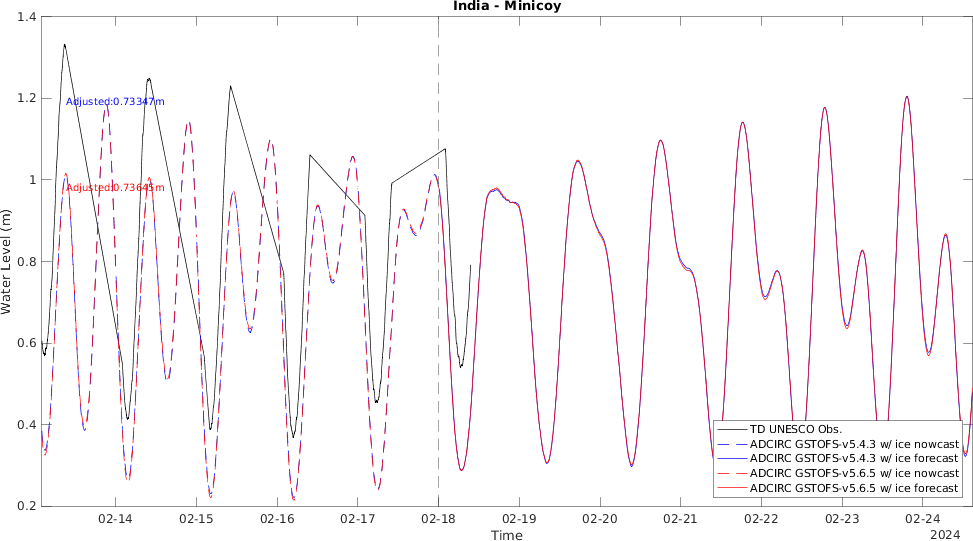 India - Minicoy
Water Level (m)
1.4
1.2
1
0.8
0.6
0.4
0.2
Adjusted:0.73347m
Adjusted:0.73645m
TD UNESCO Obs.
ADCIRC GSTOFS-v5.4.3 w/ ice nowcast
ADCIRC GSTOFS-v5.4.3 w/ ice forecast
ADCIRC GSTOFS-v5.6.5 w/ ice nowcast
ADCIRC GSTOFS-v5.6.5 w/ ice forecast
02-14 02-15 02-16 02-17 02-18 02-19 02-20 02-21 02-22 02-23 02-24
Time
2024